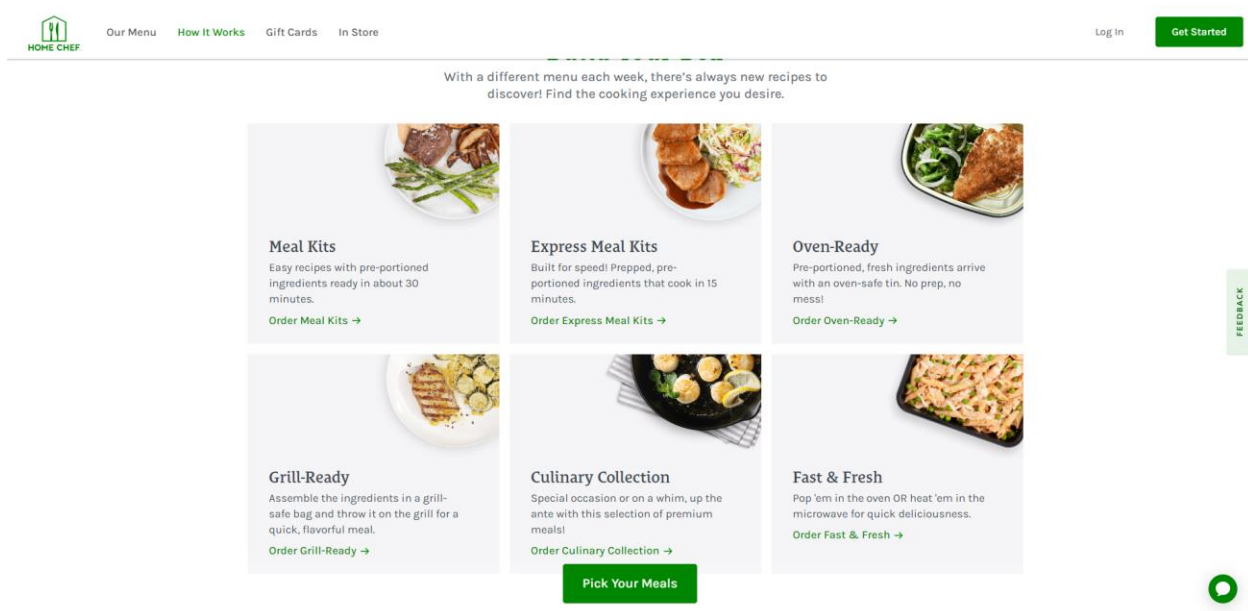 HOME CHEF
Our Menu
How It Works
Gift Cards
In Store
Log In
Get Started
With a different menu each week, there's always new recipes to
discover! Find the cooking experience you desire.
Meal Kits
Easy recipes with pre-portioned
ingredients ready in about 30
minutes.
Order Meal Kits →
Express Meal Kits
Built for speed! Prepped, pre-
portioned ingredients that cook in 15
minutes.
Order Express Meal Kits →
Oven-Ready
Pre-portioned, fresh ingredients arrive
with an oven-safe tin. No prep, no
mess!
Order Oven-Ready →
Grill-Ready
Assemble the ingredients in a grill-
safe bag and throw it on the grill for a
quick, flavorful meal.
Order Grill-Ready →
Culinary Collection
Special occasion or on a whim, up the
ante with this selection of premium
meals!
Order Culinary Collection →
Fast & Fresh
Pop 'em in the oven OR heat 'em in the
microwave for quick deliciousness.
Order Fast & Fresh →
Pick Your Meals
FEEDBACK